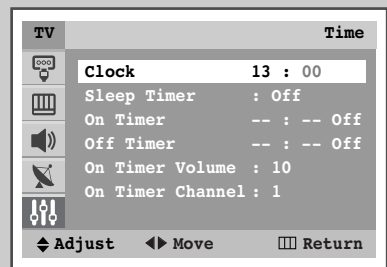 TV Time
Clock 13 : 00
Sleep Timer : Off
On Timer -- : -- Off
Off Timer -- : -- Off
On Timer Volume : 10
On Timer Channel : 1
Adjust Move Return